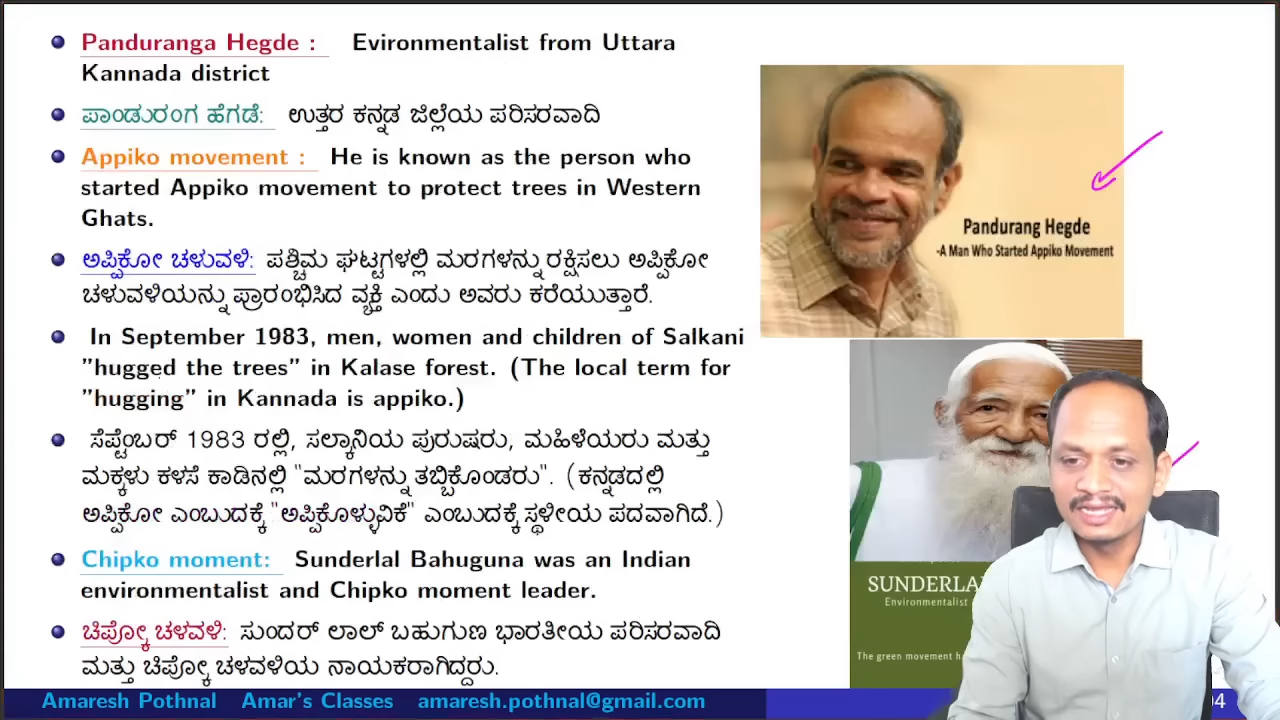 Panduranga Hegde : Evironmentalist from Uttara
Kannada district
ಪಾಂಡುರಂಗ ಹೆಗಡೆ: ಉತ್ತರ ಕನ್ನಡ ಜಿಲ್ಲೆಯ ಪರಿಸರವಾದಿ
Appiko movement : He is known as the person who
started Appiko movement to protect trees in Western
Ghats.
ಅಪ್ಪಿಕೋ ಚಳುವಳಿ: ಪಶ್ಚಿಮ ಘಟ್ಟಗಳಲ್ಲಿ ಮರಗಳನ್ನು ರಕ್ಷಿಸಲು ಅಪ್ಪಿಕೋ
ಚಳುವಳಿಯನ್ನು ಪ್ರಾರಂಭಿಸಿದ ವ್ಯಕ್ತಿ ಎಂದು ಅವರು ಕರೆಯುತ್ತಾರೆ.
In September 1983, men, women and children of Salkani
"hugged the trees" in Kalase forest. (The local term for
"hugging" in Kannada is appiko.)
ಸೆಪ್ಟೆಂಬರ್ 1983 ರಲ್ಲಿ, ಸಲ್ಕಾನಿಯ ಪುರುಷರು, ಮಹಿಳೆಯರು ಮತ್ತು
ಮಕ್ಕಳು ಕಳಸೆ ಕಾಡಿನಲ್ಲಿ "ಮರಗಳನ್ನು ತಬ್ಬಿಕೊಂಡರು". (ಕನ್ನಡದಲ್ಲಿ
ಅಪ್ಪಿಕೋ ಎಂಬುದಕ್ಕೆ "ಅಪ್ಪಿಕೊಳ್ಳುವಿಕೆ" ಎಂಬುದಕ್ಕೆ ಸ್ಥಳೀಯ ಪದವಾಗಿದೆ.)
Chipko moment: Sunderlal Bahuguna was an Indian
environmentalist and Chipko moment leader.
ಚಿಪ್ಕೋ ಚಳವಳಿ: ಸುಂದರ್ ಲಾಲ್ ಬಹುಗುಣ ಭಾರತೀಯ ಪರಿಸರವಾದಿ
ಮತ್ತು ಚಿಪ್ಕೋ ಚಳವಳಿಯ ನಾಯಕರಾಗಿದ್ದರು.
Pandurang Hegde
-A Man Who Started Appiko Movement
Environmentalist
The green movement
Amaresh Pothnal Amar's Classes amaresh.pothnal@gmail.com